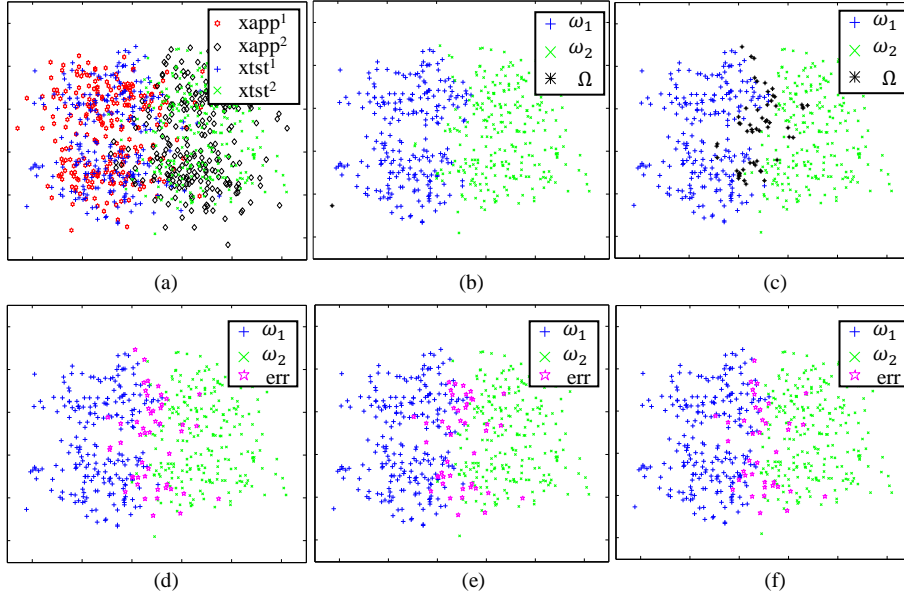 xapp¹
xapp²
xtst¹
xtst²
(a)
ω₁
ω₂
Ω
(b)
ω₁
ω₂
Ω
(c)
ω₁
ω₂
err
(d)
ω₁
ω₂
err
(e)
ω₁
ω₂
err
(f)